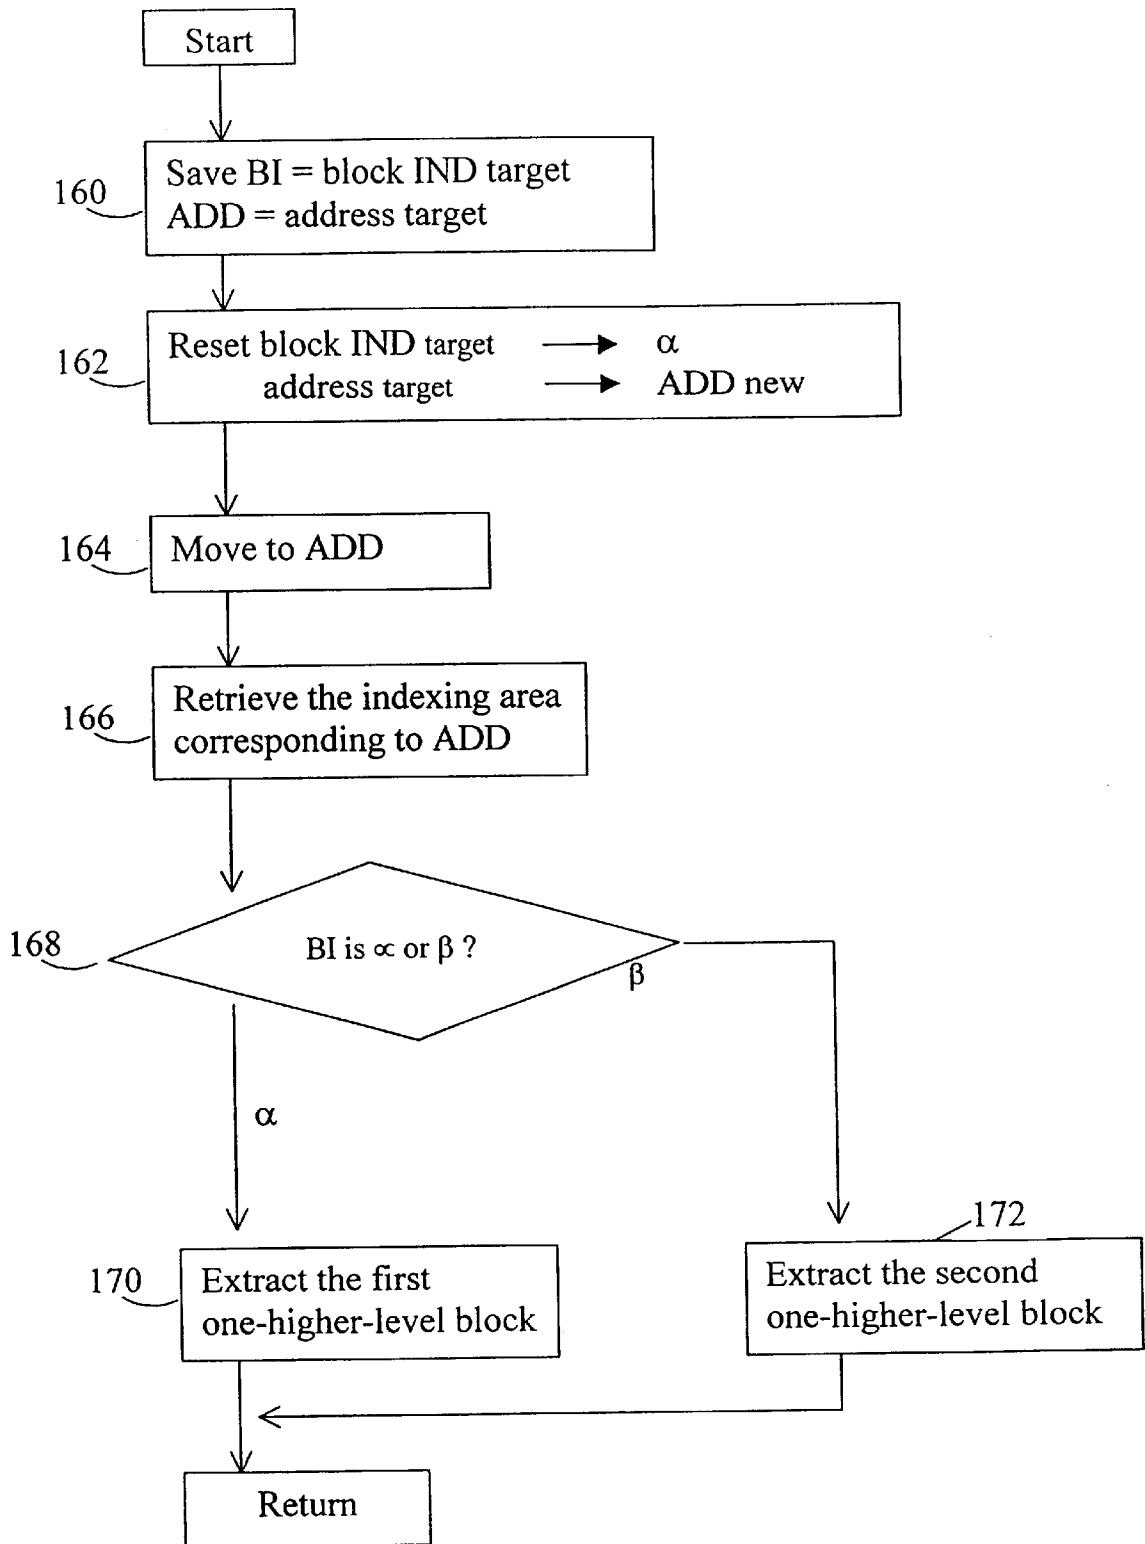 Start
160
Save BI = block IND target
ADD = address target
162
Reset block IND target → α
address target → ADD new
164
Move to ADD
166
Retrieve the indexing area
corresponding to ADD
168
BI is ∝ or β ?
β
α
170
Extract the first
one-higher-level block
172
Extract the second
one-higher-level block
Return